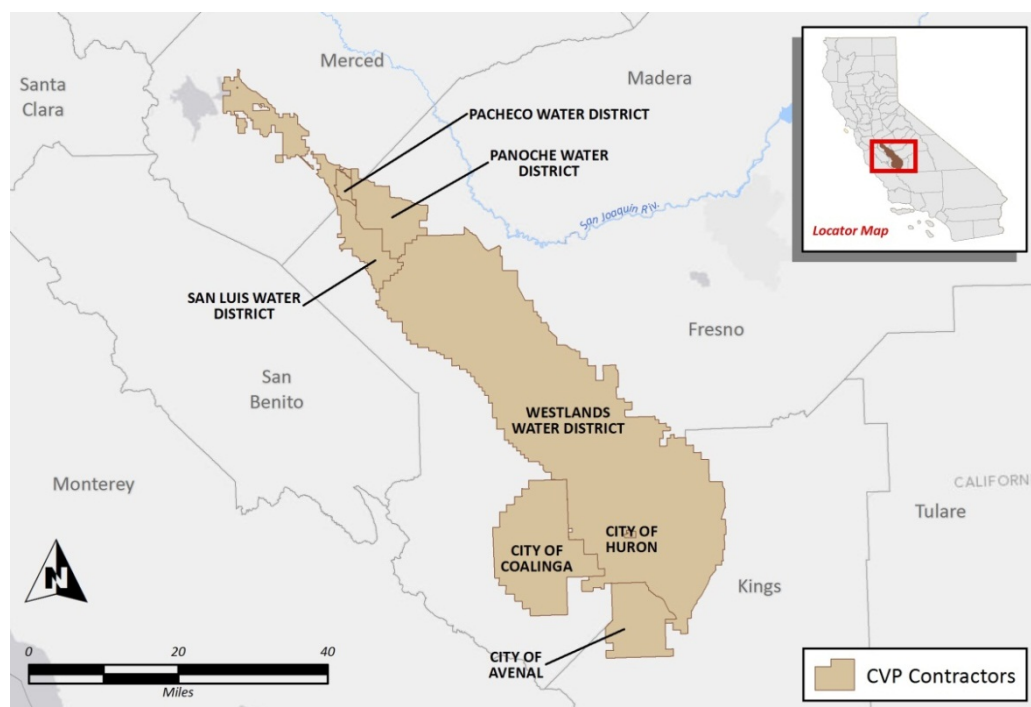 Santa
Clara
Merced
Madera
PACHECO WATER DISTRICT
PANOCHE WATER
DISTRICT
San Joaquin Riv.
Locator Map
SAN LUIS WATER
DISTRICT
Fresno
San
Benito
WESTLANDS
WATER DISTRICT
Monterey
CALIFORN
Tulare
CITY OF
COALINGA
CITY OF
HURON
N
Kings
CITY OF
AVENAL
0
20
40
Miles
CVP Contractors